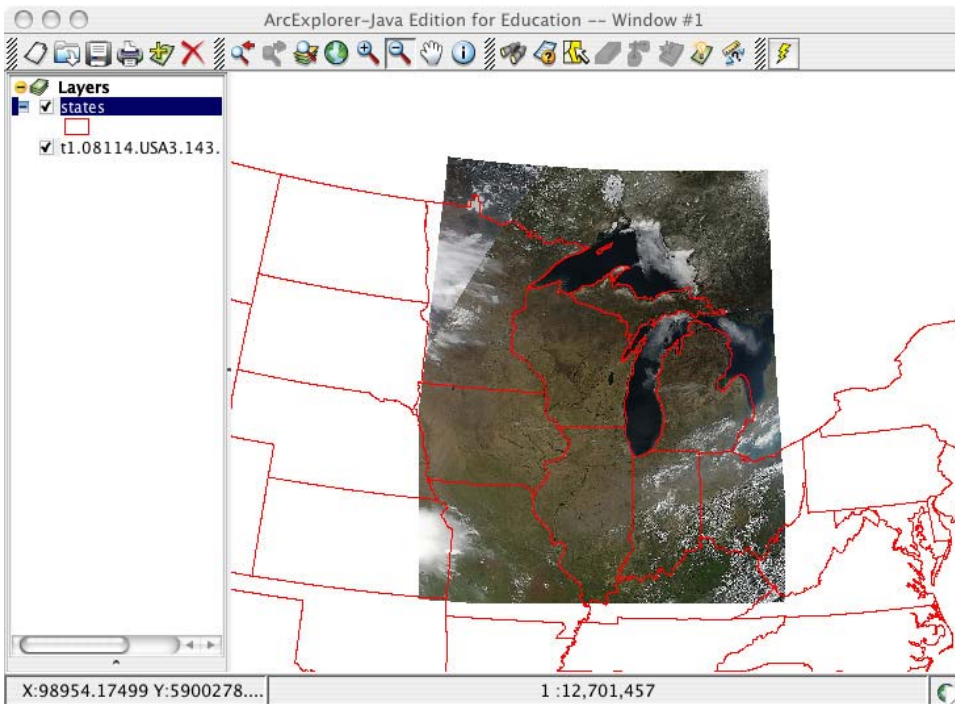 ArcExplorer-Java Edition for Education -- Window #1
Layers
states
t1.08114.USA3.143.
X:98954.17499 Y:5900278....
1 :12,701,457